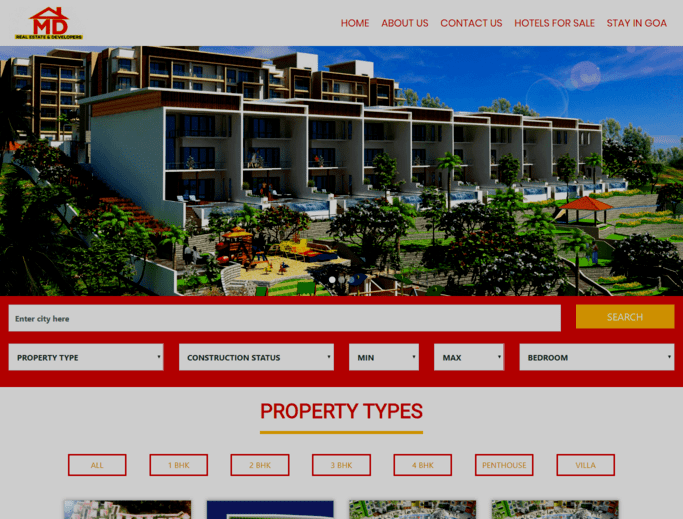 MD
REAL ESTATE & DEVELOPERS
HOME ABOUT US CONTACT US HOTELS FOR SALE STAY IN GOA
Enter city here SEARCH
PROPERTY TYPE CONSTRUCTION STATUS MIN MAX BEDROOM
PROPERTY TYPES
ALL 1 BHK 2 BHK 3 BHK 4 BHK PENTHOUSE VILLA